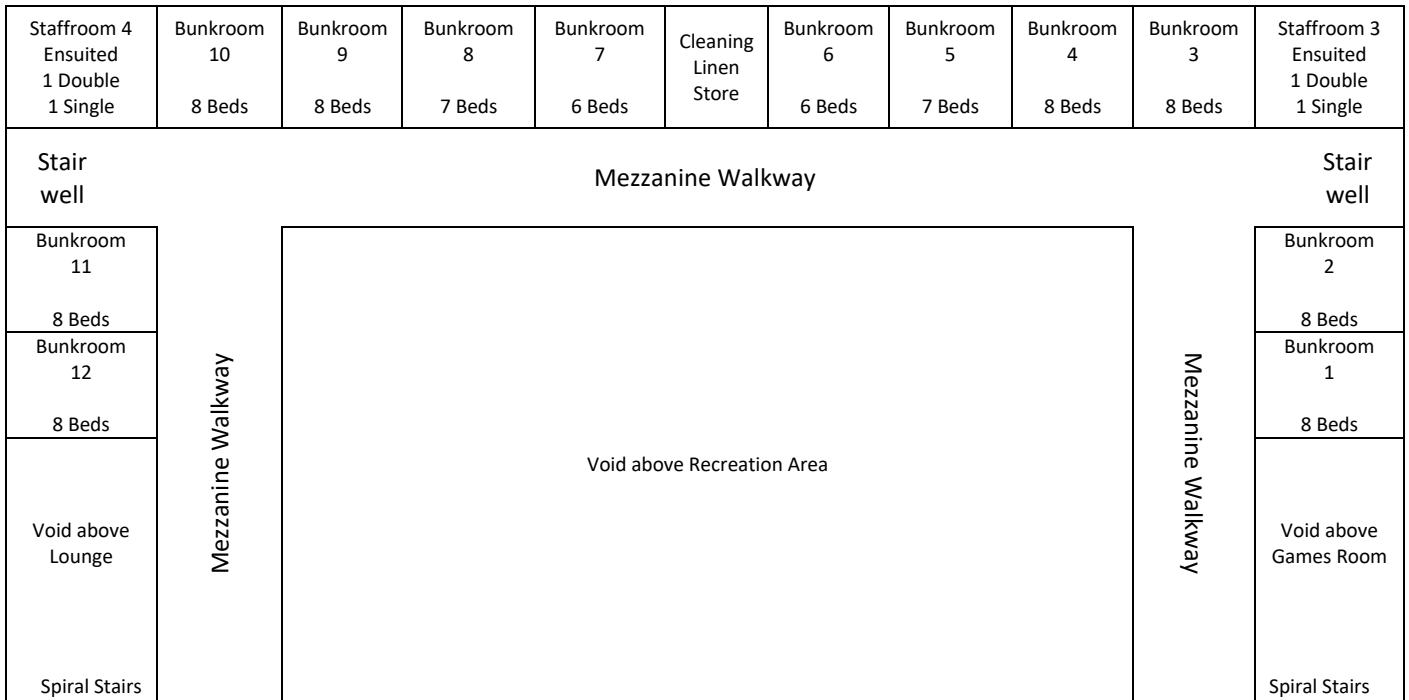 Staffroom 4
Ensuited
1 Double
1 Single
Bunkroom
10
8 Beds
Bunkroom
9
8 Beds
Bunkroom
8
7 Beds
Bunkroom
7
6 Beds
Cleaning
Linen
Store
Bunkroom
6
6 Beds
Bunkroom
5
7 Beds
Bunkroom
4
8 Beds
Bunkroom
3
8 Beds
Staffroom 3
Ensuited
1 Double
1 Single
Stair
well
Mezzanine Walkway
Stair
well
Bunkroom
11
8 Beds
Bunkroom
12
8 Beds
Void above
Lounge
Spiral Stairs
Mezzanine Walkway
Void above Recreation Area
Mezzanine Walkway
Bunkroom
2
8 Beds
Bunkroom
1
8 Beds
Void above
Games Room
Spiral Stairs